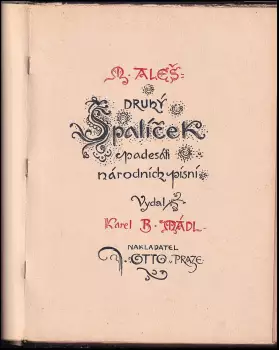 M. ALEŠ:
DRUHÝ
Špalíček
padesáti
národních písní
Vydal
Karel B. MÁDL.
NAKLADATEL
J. OTTO V PRAZE.